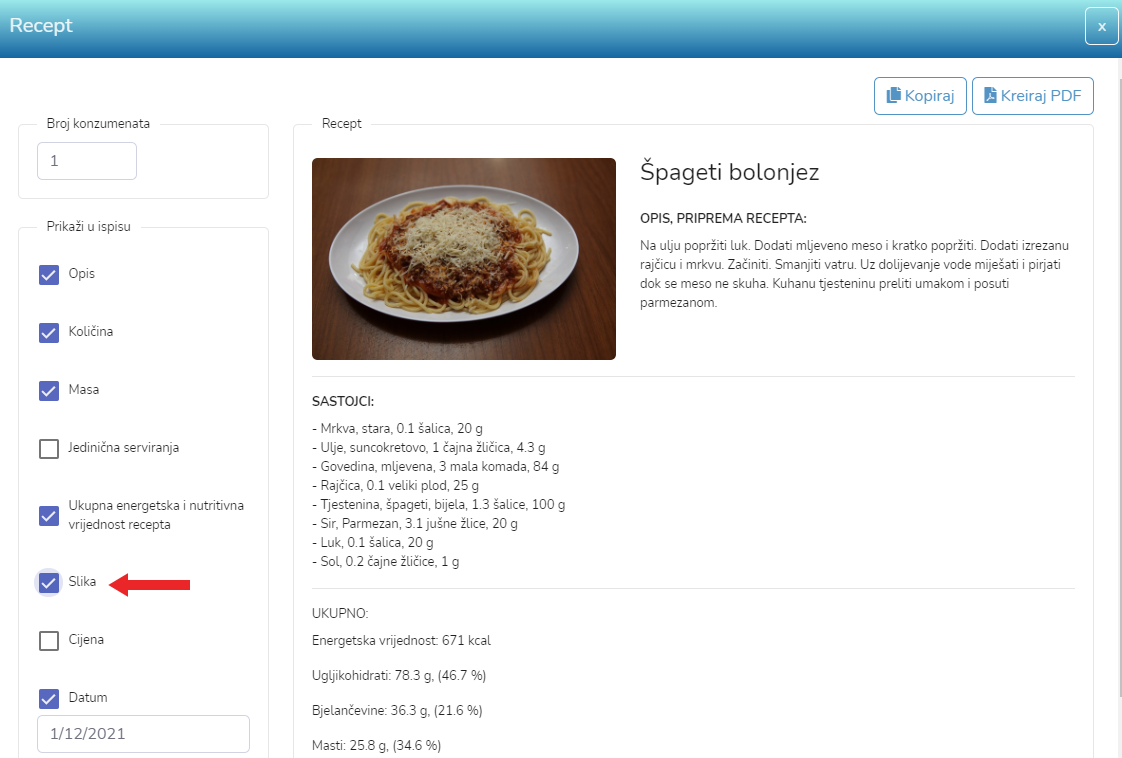 Recept
x
Kopiraj
Kreiraj PDF
Broj konzumenata
1
Prikaži u ispisu
Opis
Količina
Masa
Jedinična serviranja
Ukupna energetska i nutritivna
vrijednost recepta
Slika
Cijena
Datum
1/12/2021
Recept
Špageti bolonjez
OPIS, PRIPREMA RECEPTA:
Na ulju popržiti luk. Dodati mljeveno meso i kratko popržiti. Dodati izrezanu
rajčicu i mrkvu. Začiniti. Smanjiti vatru. Uz dolijevanje vode miješati i pirjati
dok se meso ne skuha. Kuhanu tjesteninu preliti umakom i posuti
parmezanom.
SASTOJCI:
- Mrkva, stara, 0.1 šalica, 20 g
- Ulje, suncokretovo, 1 čajna žličica, 4.3 g
- Govedina, mljevena, 3 mala komada, 84 g
- Rajčica, 0.1 veliki plod, 25 g
- Tjestenina, špageti, bijela, 1.3 šalice, 100 g
- Sir, Parmezan, 3.1 jušne žlice, 20 g
- Luk, 0.1 šalica, 20 g
- Sol, 0.2 čajne žličice, 1 g
UKUPNO:
Energetska vrijednost: 671 kcal
Ugljikohidrati: 78.3 g, (46.7 %)
Bjelančevine: 36.3 g, (21.6 %)
Masti: 25.8 g, (34.6 %)